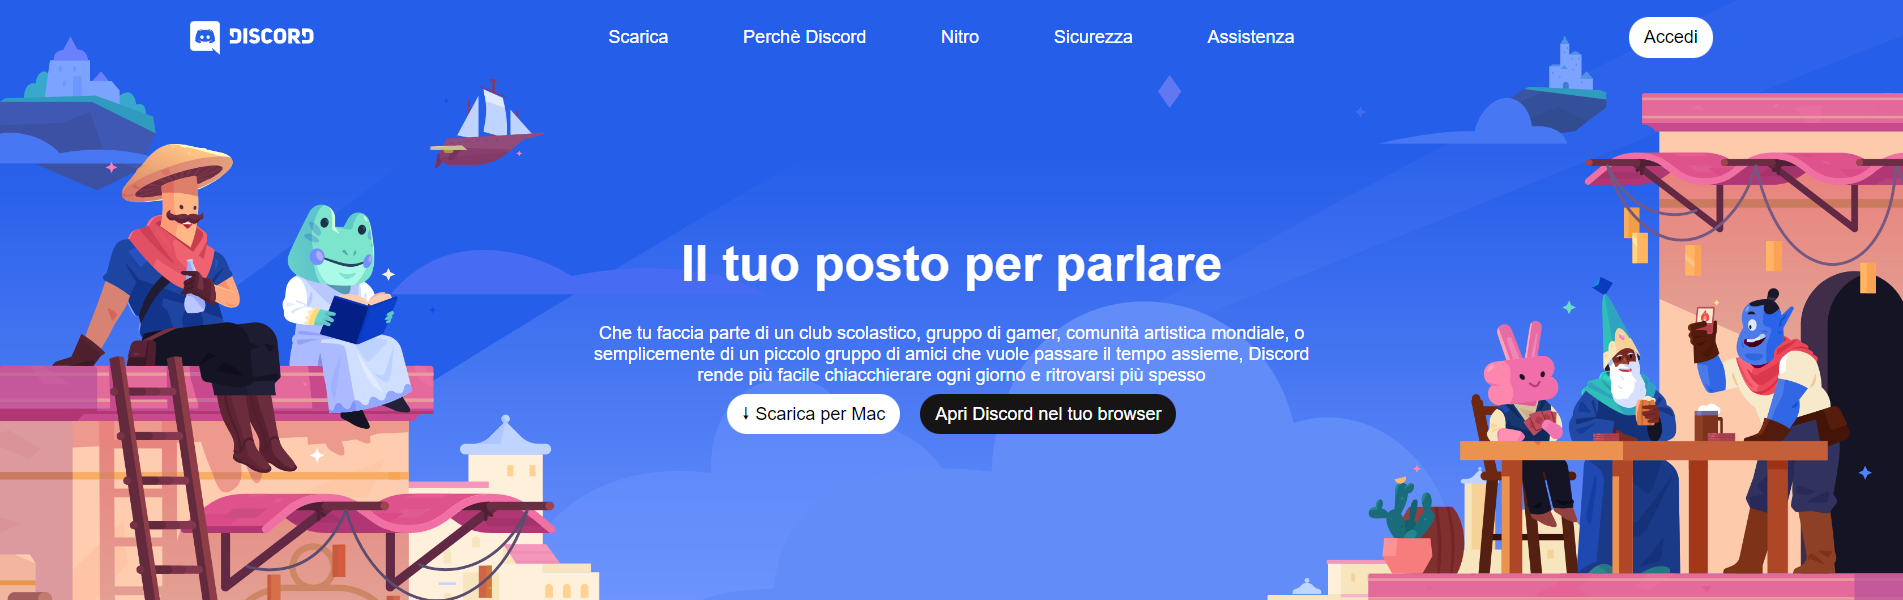 DISCORD
Scarica
Perchè Discord
Nitro
Sicurezza
Assistenza
Accedi
Il tuo posto per parlare
Che tu faccia parte di un club scolastico, gruppo di gamer, comunità artistica mondiale, o
semplicemente di un piccolo gruppo di amici che vuole passare il tempo assieme, Discord
rende più facile chiacchierare ogni giorno e ritrovarsi più spesso
Scarica per Mac
Apri Discord nel tuo browser